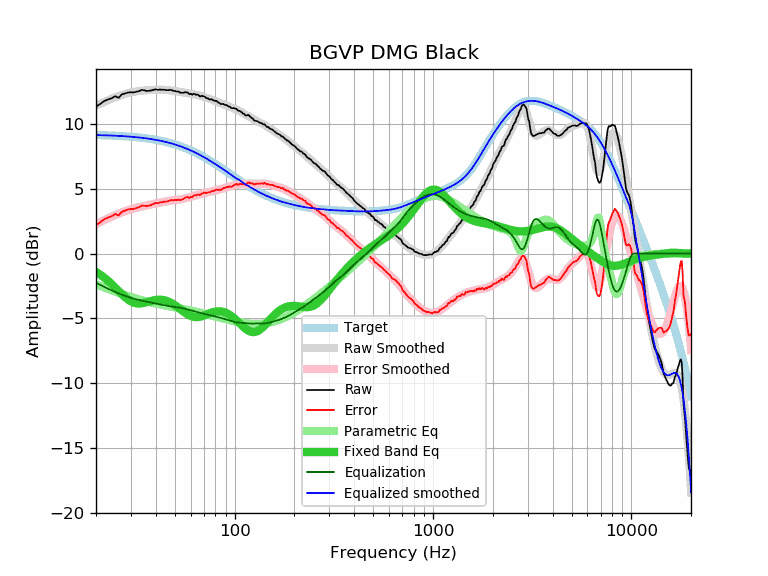 BGVP DMG Black
Amplitude (dBr)
10
5
0
−5
−10
−15
−20
Target
Raw Smoothed
Error Smoothed
Raw
Error
Parametric Eq
Fixed Band Eq
Equalization
Equalized smoothed
100 1000 10000
Frequency (Hz)